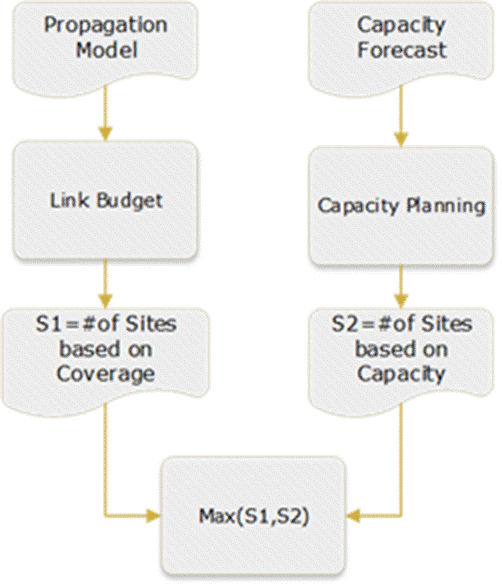 Propagation
Model
Capacity
Forecast
Link Budget
Capacity Planning
S1=#of Sites
based on
Coverage
S2=#of Sites
based on
Capacity
Max(S1,S2)